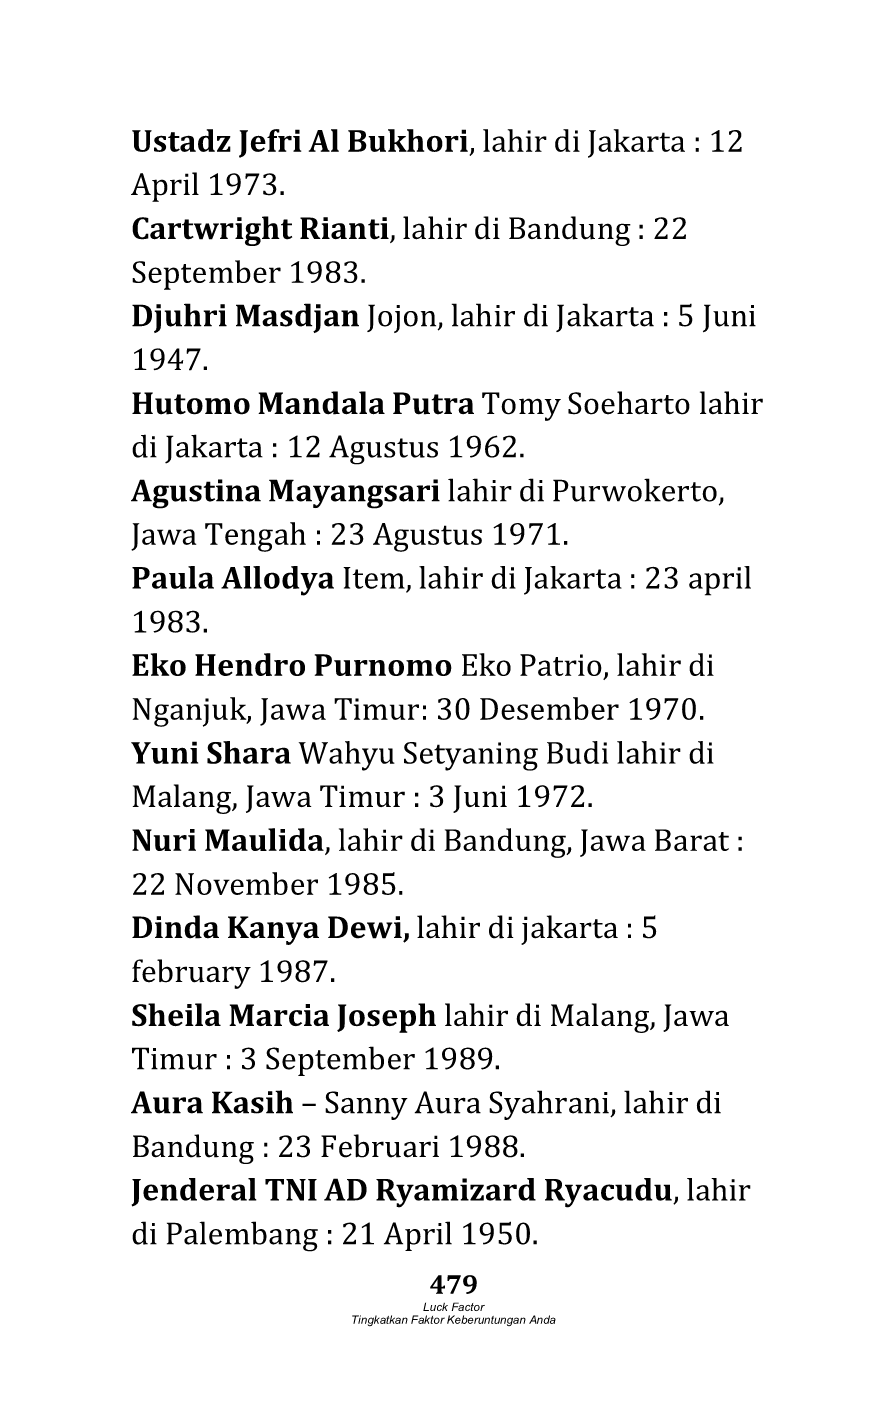 Ustadz Jefri Al Bukhori, lahir di Jakarta : 12
April 1973.
Cartwright Rianti, lahir di Bandung : 22
September 1983.
Djuhri Masdjan Jojon, lahir di Jakarta : 5 Juni
1947.
Hutomo Mandala Putra Tomy Soeharto lahir
di Jakarta : 12 Agustus 1962.
Agustina Mayangsari lahir di Purwokerto,
Jawa Tengah : 23 Agustus 1971.
Paula Allodya Item, lahir di Jakarta : 23 april
1983.
Eko Hendro Purnomo Eko Patrio, lahir di
Nganjuk, Jawa Timur: 30 Desember 1970.
Yuni Shara Wahyu Setyaning Budi lahir di
Malang, Jawa Timur : 3 Juni 1972.
Nuri Maulida, lahir di Bandung, Jawa Barat :
22 November 1985.
Dinda Kanya Dewi, lahir di jakarta : 5
february 1987.
Sheila Marcia Joseph lahir di Malang, Jawa
Timur : 3 September 1989.
Aura Kasih – Sanny Aura Syahrani, lahir di
Bandung : 23 Februari 1988.
Jenderal TNI AD Ryamizard Ryacudu, lahir
di Palembang : 21 April 1950.
479
Luck Factor
Tingkatkan Faktor Keberuntungan Anda